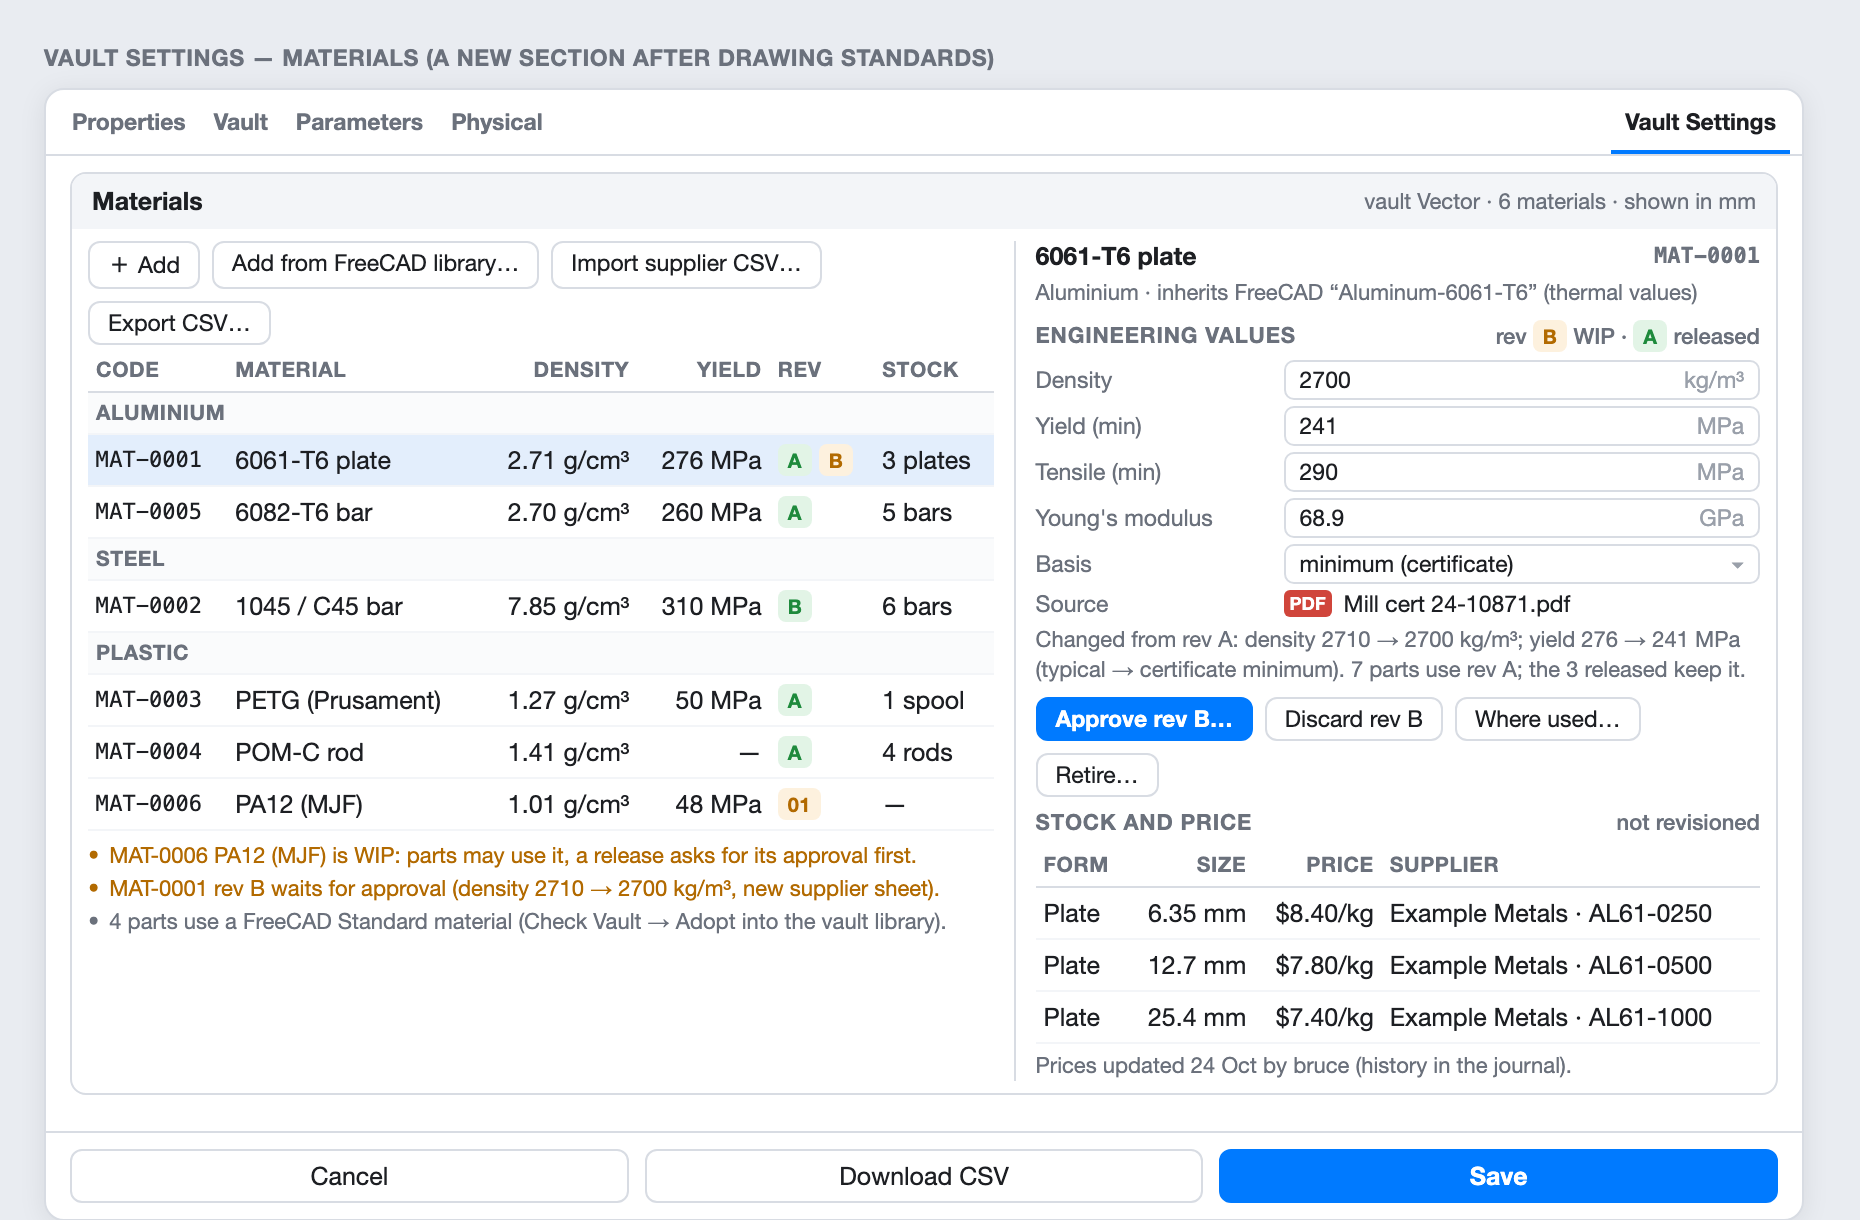 VAULT SETTINGS — MATERIALS (A NEW SECTION AFTER DRAWING STANDARDS)
Properties Vault Parameters Physical Vault Settings
Materials vault Vector · 6 materials · shown in mm
+ Add Add from FreeCAD library… Import supplier CSV…
Export CSV…
CODE MATERIAL DENSITY YIELD REV STOCK
ALUMINIUM
MAT-0001 6061-T6 plate 2.71 g/cm³ 276 MPa A B 3 plates
MAT-0005 6082-T6 bar 2.70 g/cm³ 260 MPa A 5 bars
STEEL
MAT-0002 1045 / C45 bar 7.85 g/cm³ 310 MPa B 6 bars
PLASTIC
MAT-0003 PETG (Prusament) 1.27 g/cm³ 50 MPa A 1 spool
MAT-0004 POM-C rod 1.41 g/cm³ — A 4 rods
MAT-0006 PA12 (MJF) 1.01 g/cm³ 48 MPa 01 —
• MAT-0006 PA12 (MJF) is WIP: parts may use it, a release asks for its approval first.
• MAT-0001 rev B waits for approval (density 2710 → 2700 kg/m³, new supplier sheet).
• 4 parts use a FreeCAD Standard material (Check Vault → Adopt into the vault library).
6061-T6 plate MAT-0001
Aluminium · inherits FreeCAD “Aluminum-6061-T6” (thermal values)
ENGINEERING VALUES rev B WIP · A released
Density 2700 kg/m³
Yield (min) 241 MPa
Tensile (min) 290 MPa
Young's modulus 68.9 GPa
Basis minimum (certificate)
Source PDF Mill cert 24-10871.pdf
Changed from rev A: density 2710 → 2700 kg/m³; yield 276 → 241 MPa
(typical → certificate minimum). 7 parts use rev A; the 3 released keep it.
Approve rev B… Discard rev B Where used…
Retire…
STOCK AND PRICE not revisioned
FORM SIZE PRICE SUPPLIER
Plate 6.35 mm $8.40/kg Example Metals · AL61-0250
Plate 12.7 mm $7.80/kg Example Metals · AL61-0500
Plate 25.4 mm $7.40/kg Example Metals · AL61-1000
Prices updated 24 Oct by bruce (history in the journal).
Cancel Download CSV Save